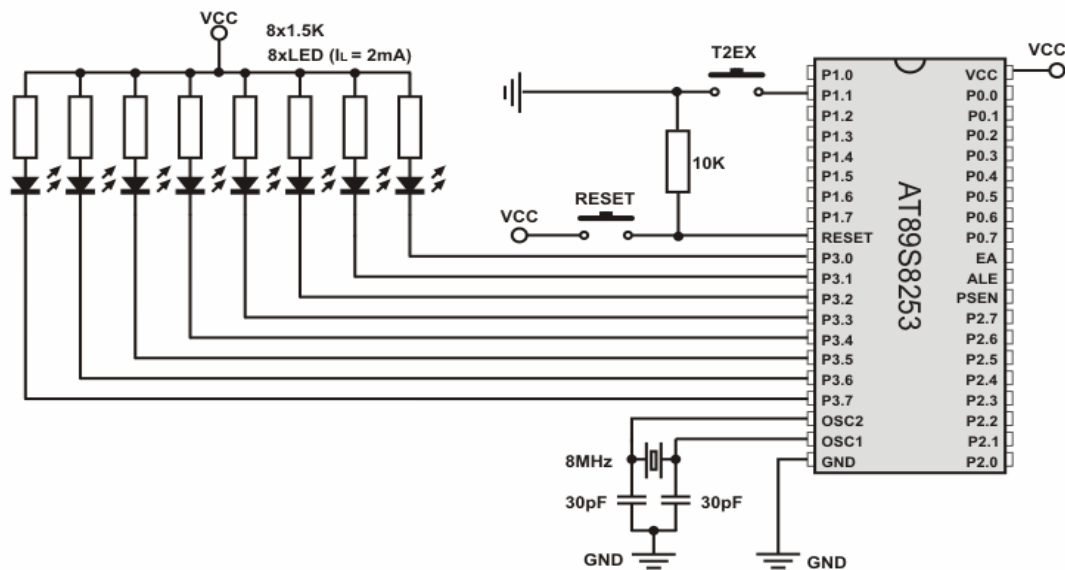 VCC
8x1.5K
8xLED (IL = 2mA)
T2EX
VCC
10K
RESET
VCC
AT89S8253
P1.0
P1.1
P1.2
P1.3
P1.4
P1.5
P1.6
P1.7
RESET
P3.0
P3.1
P3.2
P3.3
P3.4
P3.5
P3.6
P3.7
OSC2
OSC1
GND
VCC
P0.0
P0.1
P0.2
P0.3
P0.4
P0.5
P0.6
P0.7
EA
ALE
PSEN
P2.7
P2.6
P2.5
P2.4
P2.3
P2.2
P2.1
P2.0
8MHz
30pF
30pF
GND
GND